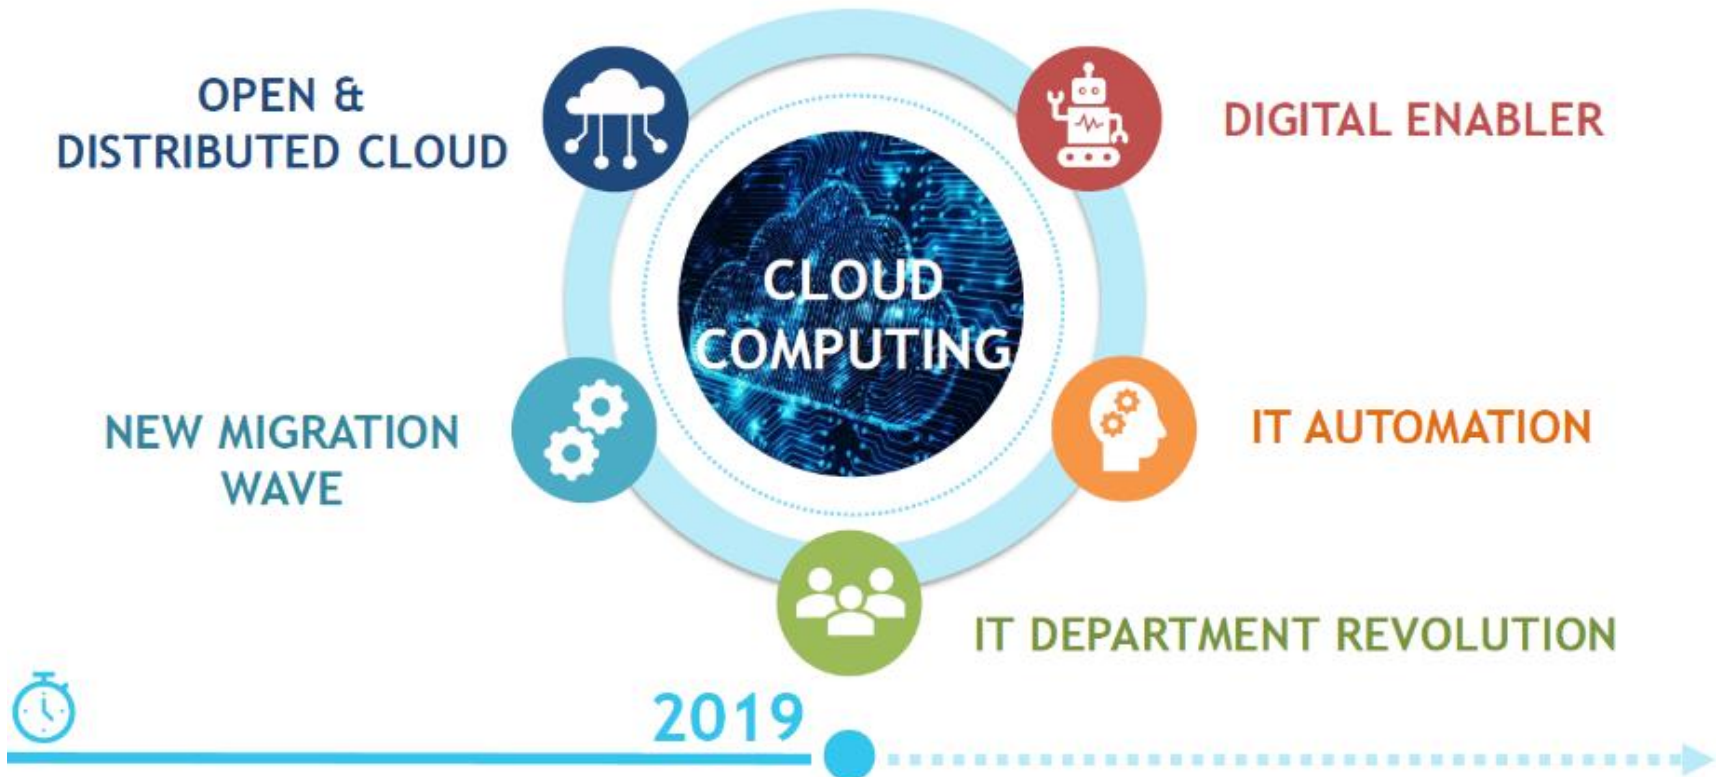 OPEN &
DISTRIBUTED CLOUD
DIGITAL ENABLER
CLOUD
COMPUTING
NEW MIGRATION
WAVE
IT AUTOMATION
IT DEPARTMENT REVOLUTION
2019